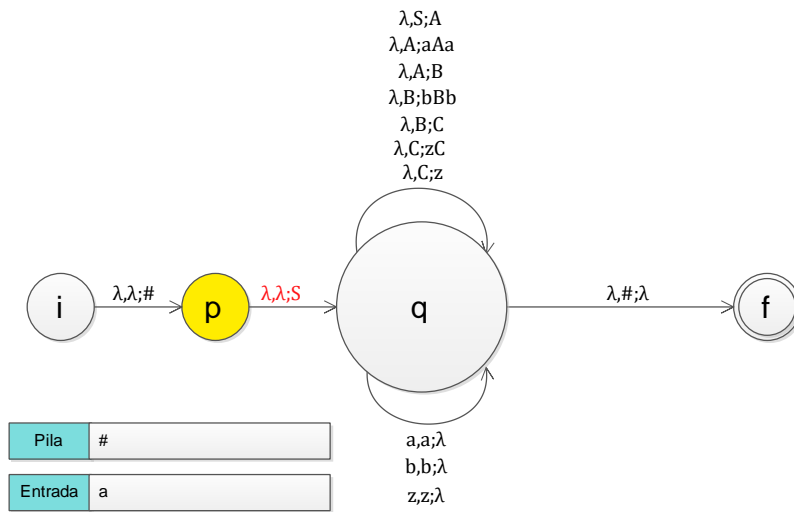 λ,S;A
λ,A;aAa
λ,A;B
λ,B;bBb
λ,B;C
λ,C;zC
λ,C;z
i
λ,λ;#
p
λ,λ;S
q
λ,#;λ
f
a,a;λ
b,b;λ
z,z;λ
Pila #
Entrada a